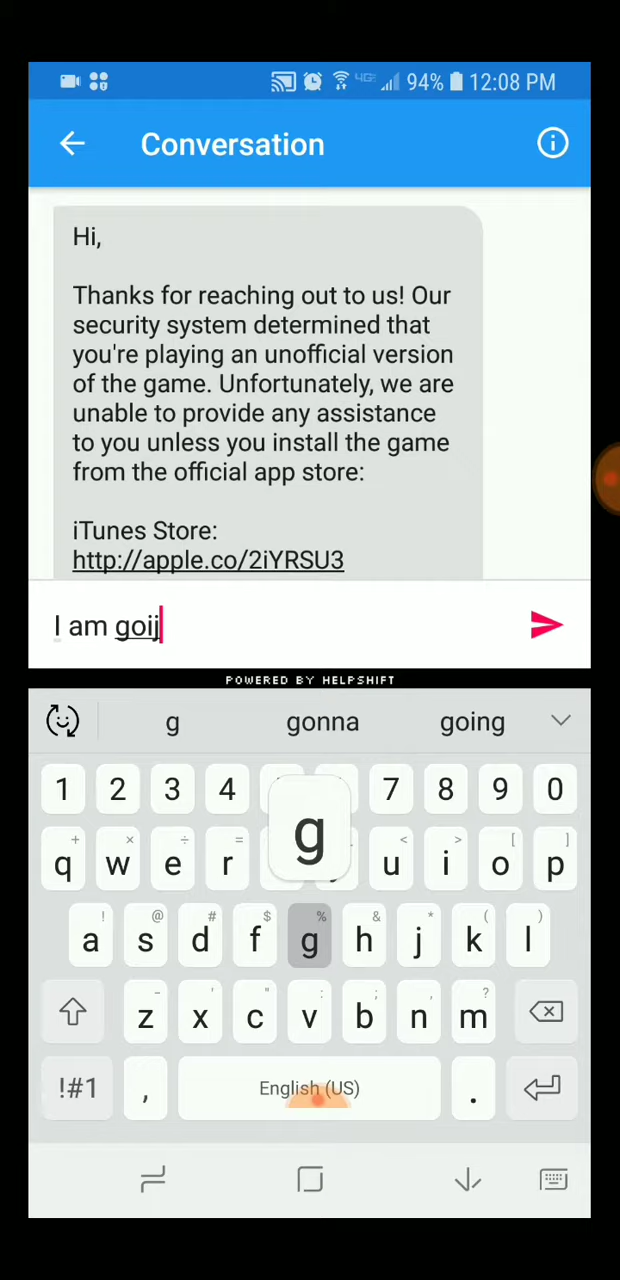 4G 94% 12:08 PM
Conversation
Hi,
Thanks for reaching out to us! Our
security system determined that
you're playing an unofficial version
of the game. Unfortunately, we are
unable to provide any assistance
to you unless you install the game
from the official app store:
iTunes Store:
http://apple.co/2iYRSU3
I am goij
POWERED BY HELPSHIFT
g gonna going
1 2 3 4 7 8 9 0
g
+ × ÷ = < > [ ]
q w e r u i o p
! @ # $ % & * ( )
a s d f g h j k l
- ' " : ; , ?
z x c v b n m
!#1 , English (US) .